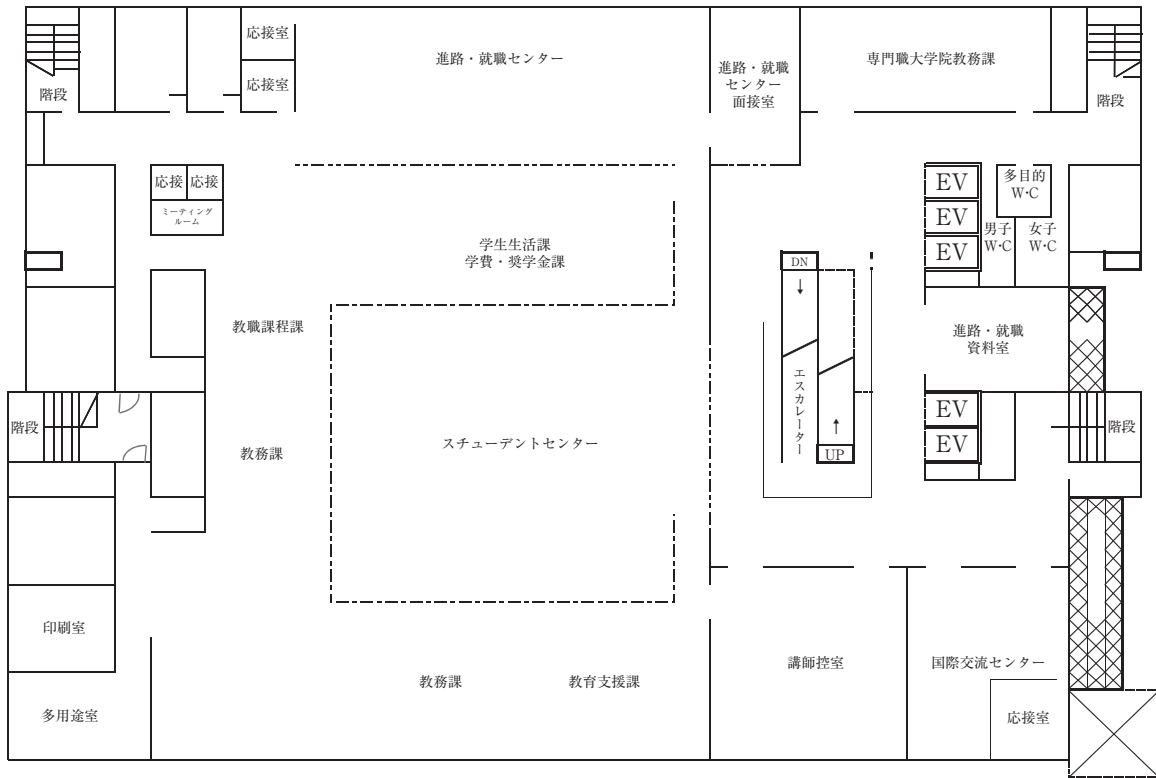 応接室
進路・就職センター
専門職大学院教務課
進路・就職
センター
面接室
応接室
階段
階段
応接
応接
ミーティング
ルーム
EV
多目的
W·C
EV
男子
W·C
女子
W·C
EV
学生生活課
学費・奨学金課
DN
↓
教職課程課
進路・就職
資料室
エスカレーター
EV
階段
階段
↑
教務課
スチューデントセンター
EV
UP
印刷室
講師控室
国際交流センター
教務課
教育支援課
多用途室
応接室